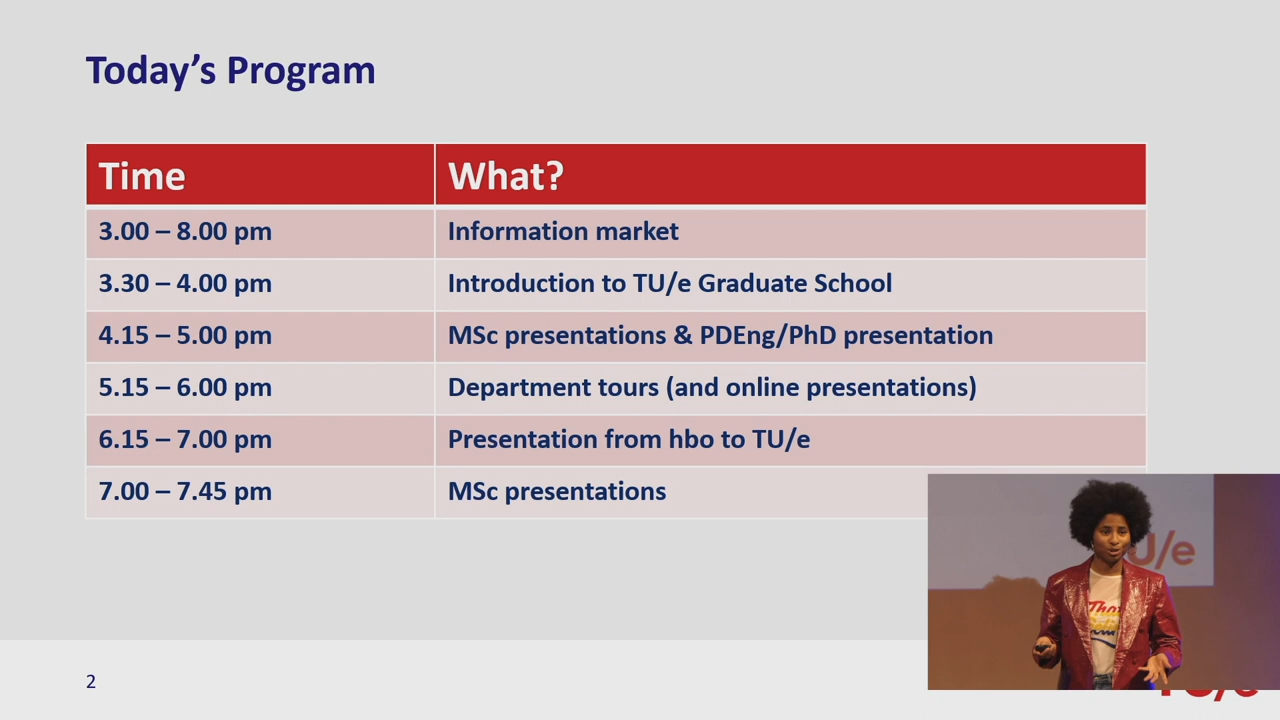 Today's Program
Time What?
3.00 – 8.00 pm Information market
3.30 – 4.00 pm Introduction to TU/e Graduate School
4.15 – 5.00 pm MSc presentations & PDEng/PhD presentation
5.15 – 6.00 pm Department tours (and online presentations)
6.15 – 7.00 pm Presentation from hbo to TU/e
7.00 – 7.45 pm MSc presentations
U/e
2